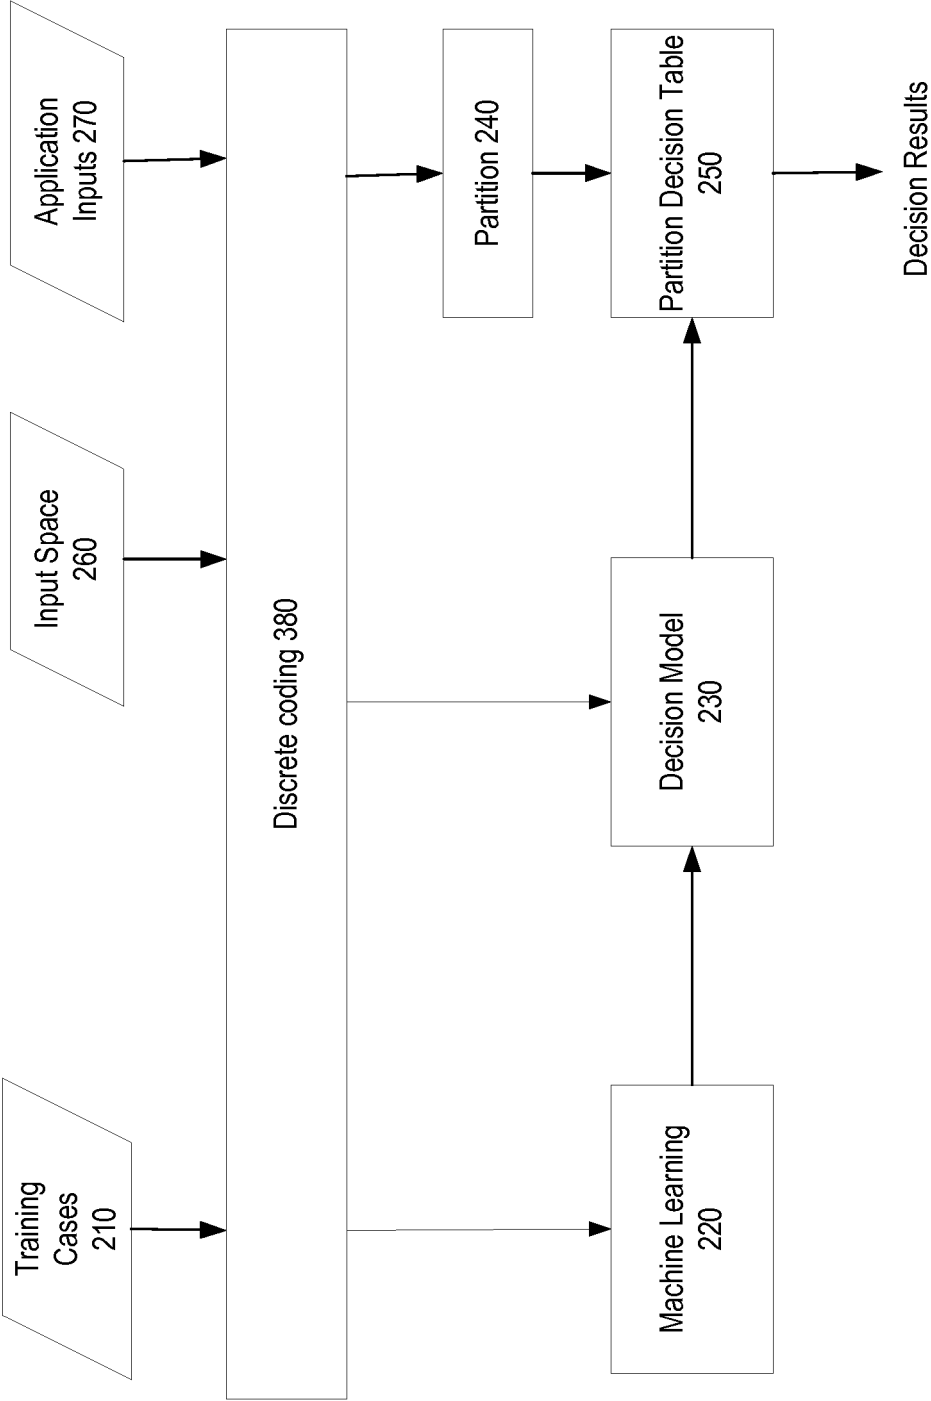 Training
Cases
210
Input Space
260
Application
Inputs 270
Discrete coding 380
Partition 240
Machine Learning
220
Decision Model
230
Partition Decision Table
250
Decision Results